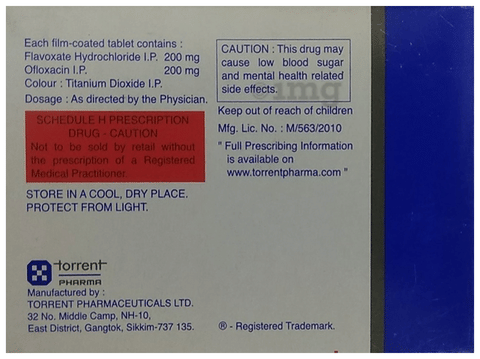 Each film-coated tablet contains :
Flavoxate Hydrochloride I.P. 200 mg
Ofloxacin I.P. 200 mg
Colour : Titanium Dioxide I.P.
Dosage : As directed by the Physician.
SCHEDULE H PRESCRIPTION
DRUG - CAUTION
Not to be sold by retail without
the prescription of a Registered
Medical Practitioner.
STORE IN A COOL, DRY PLACE.
PROTECT FROM LIGHT.
torrent
PHARMA
Manufactured by :
TORRENT PHARMACEUTICALS LTD.
32 No. Middle Camp, NH-10,
East District, Gangtok, Sikkim-737 135.
CAUTION : This drug may
cause low blood sugar
and mental health related
side effects.
1mg
Keep out of reach of children
Mfg. Lic. No. : M/563/2010
" Full Prescribing Information
is available on
www.torrentpharma.com "
® - Registered Trademark.